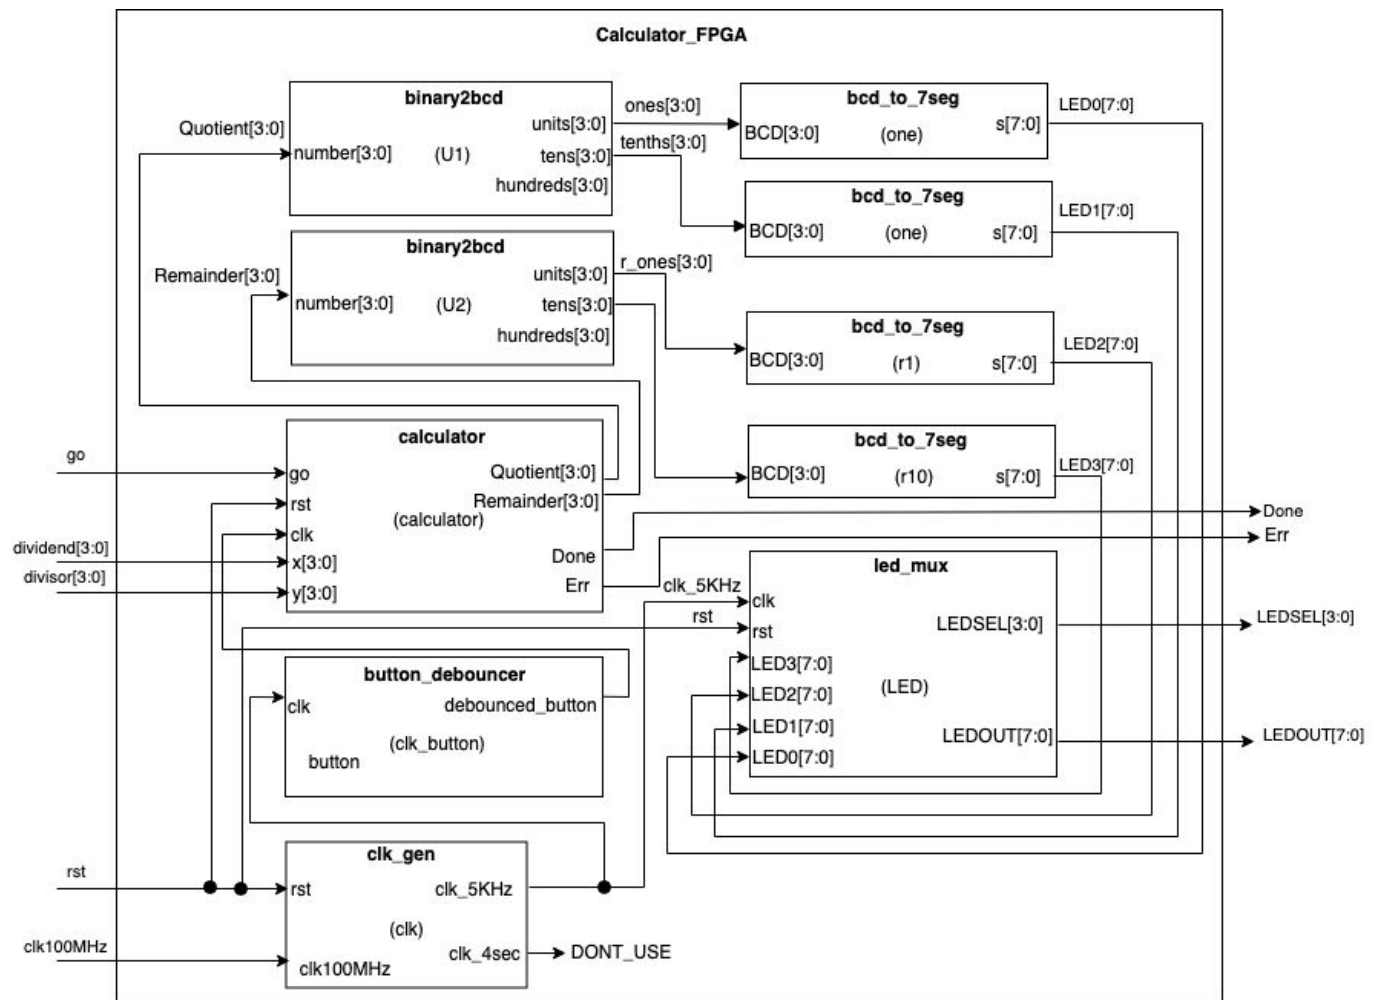 Calculator_FPGA
binary2bcd
Quotient[3:0]
number[3:0]
(U1)
units[3:0]
tens[3:0]
hundreds[3:0]
ones[3:0]
tenths[3:0]
bcd_to_7seg
BCD[3:0]
(one)
s[7:0]
LED0[7:0]
bcd_to_7seg
BCD[3:0]
(one)
s[7:0]
LED1[7:0]
binary2bcd
Remainder[3:0]
number[3:0]
(U2)
units[3:0]
tens[3:0]
hundreds[3:0]
r_ones[3:0]
bcd_to_7seg
BCD[3:0]
(r1)
s[7:0]
LED2[7:0]
bcd_to_7seg
BCD[3:0]
(r10)
s[7:0]
LED3[7:0]
calculator
go
go
rst
clk
dividend[3:0]
x[3:0]
divisor[3:0]
y[3:0]
(calculator)
Quotient[3:0]
Remainder[3:0]
Done
Err
Done
Err
led_mux
clk_5KHz
clk
rst
rst
LED3[7:0]
LED2[7:0]
LED1[7:0]
LED0[7:0]
(LED)
LEDSEL[3:0]
LEDOUT[7:0]
LEDSEL[3:0]
LEDOUT[7:0]
button_debouncer
clk
debounced_button
(clk_button)
button
clk_gen
rst
rst
clk_5KHz
(clk)
clk_4sec
DONT_USE
clk100MHz
clk100MHz